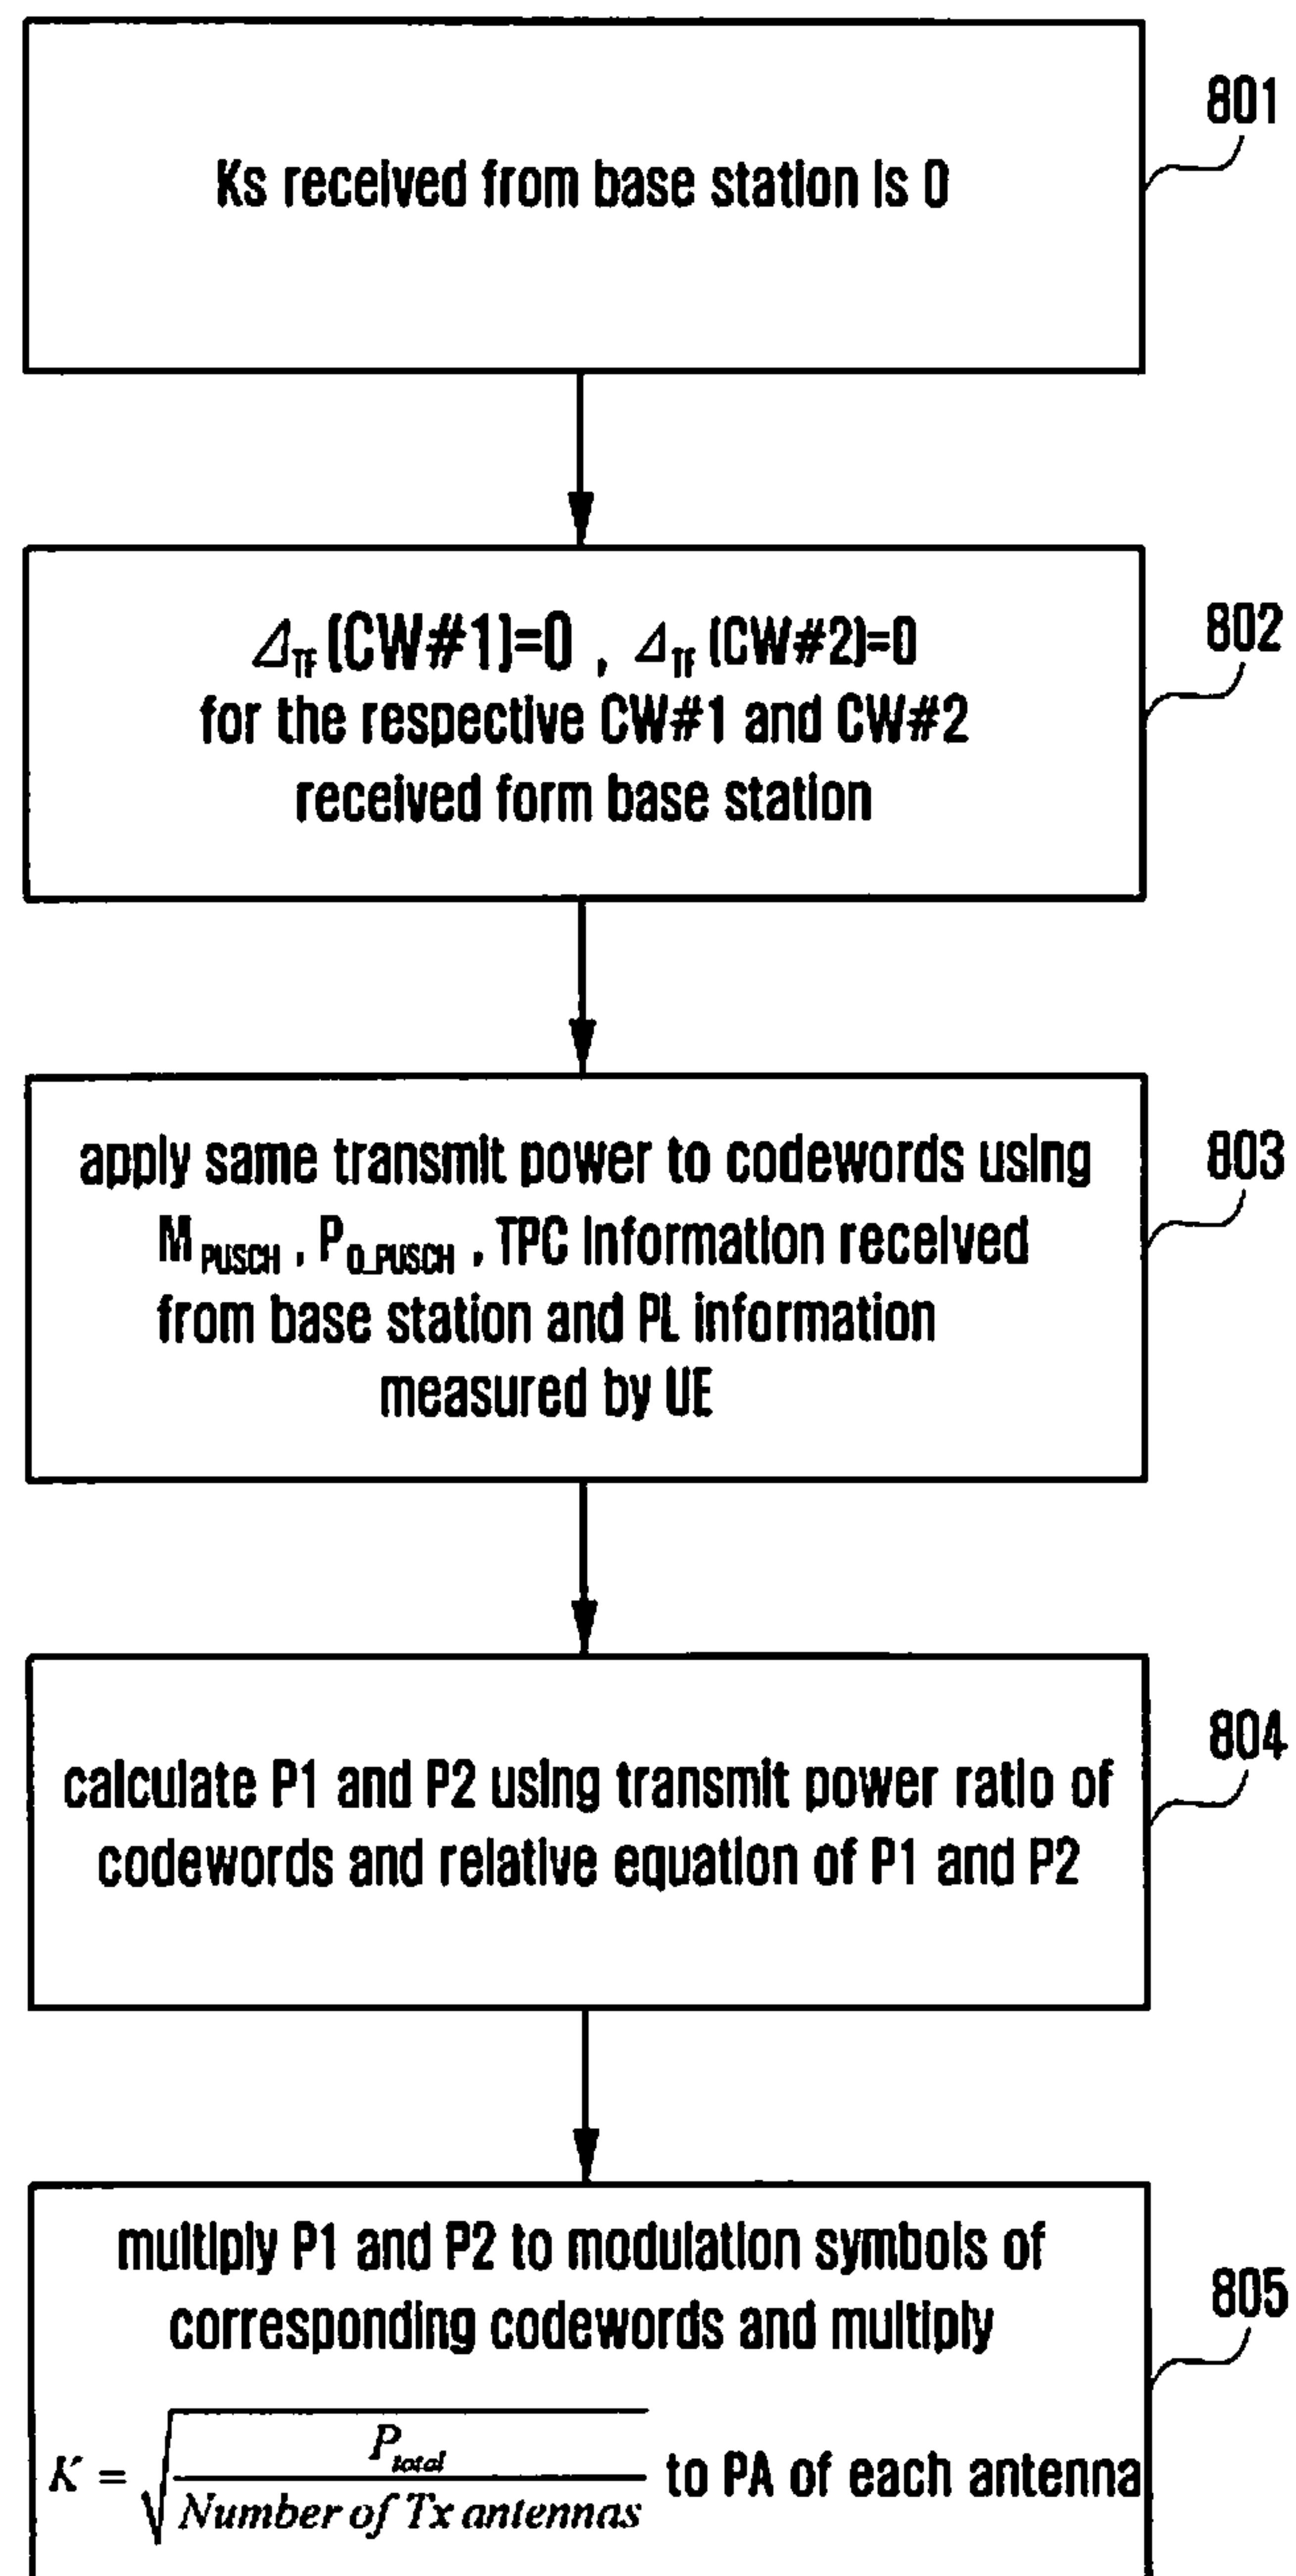 Ks received from base station is 0
801
Δ_TF (CW#1)=0 , Δ_TF (CW#2)=0
for the respective CW#1 and CW#2
received form base station
802
apply same transmit power to codewords using
M_PUSCH , P_O_PUSCH , TPC information received
from base station and PL information
measured by UE
803
calculate P1 and P2 using transmit power ratio of
codewords and relative equation of P1 and P2
804
multiply P1 and P2 to modulation symbols of
corresponding codewords and multiply
K = √(P_total / Number of Tx antennas) to PA of each antenna
805